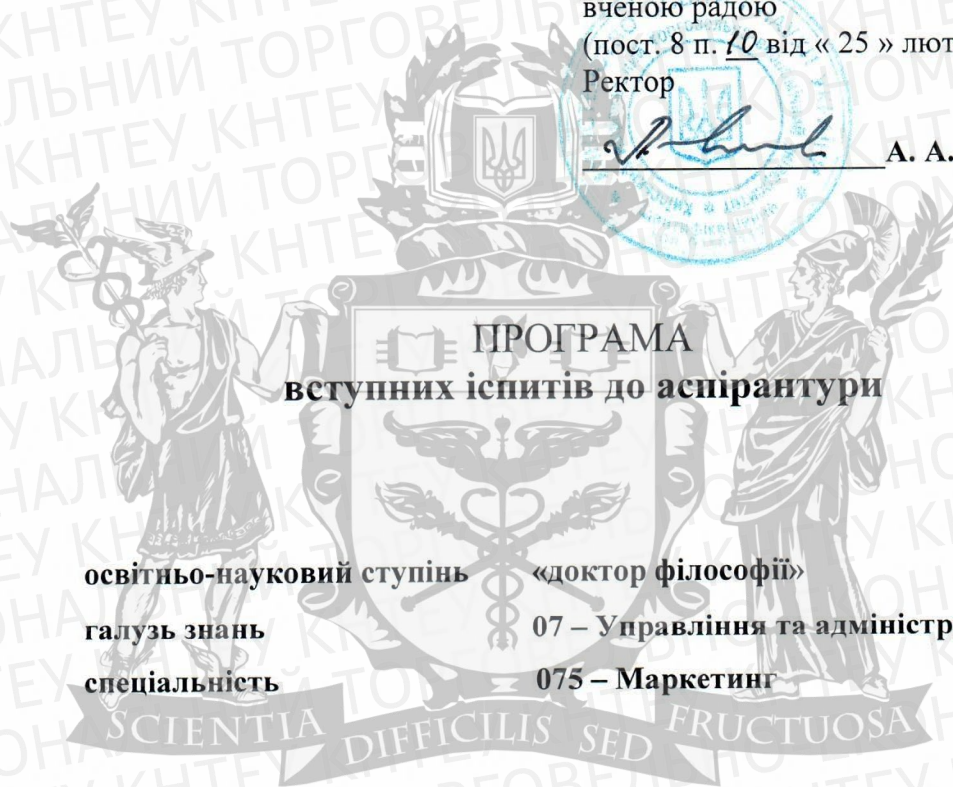 вченою радою
(пост. 8 п. 10 від « 25 » лют
Ректор
А. А.
ПРОГРАМА
вступних іспитів до аспірантури
освітньо-науковий ступінь «доктор філософії»
галузь знань 07 – Управління та адміністр
спеціальність 075 – Маркетинг
SCIENTIA DIFFICILIS SED FRUCTUOSA